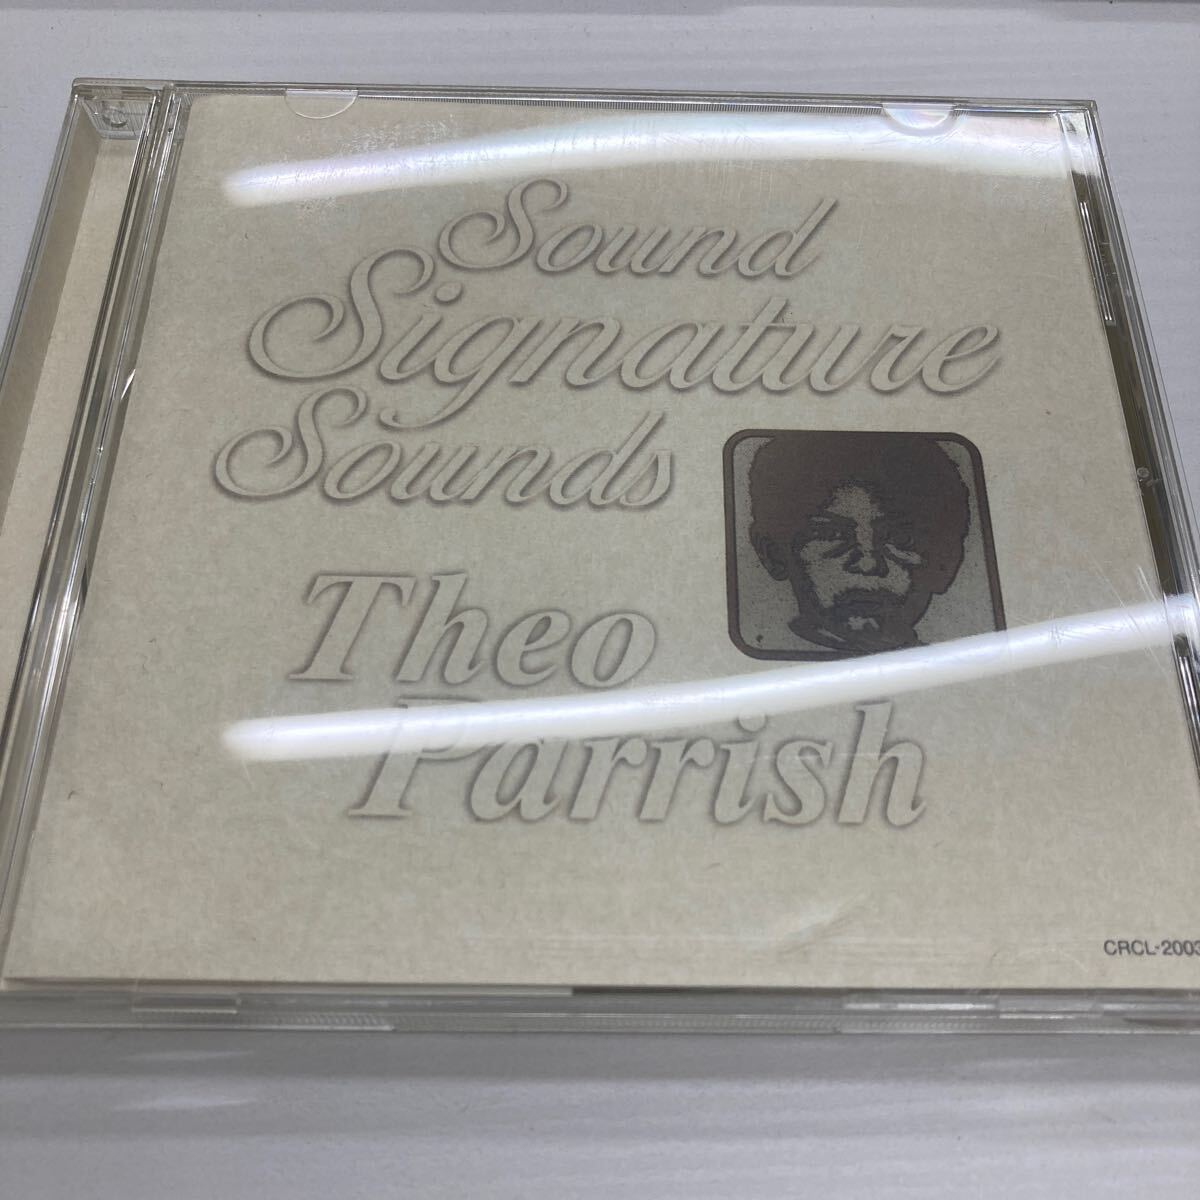 Sound
Signature
Sounds
Theo
Parrish
CRCL-2003